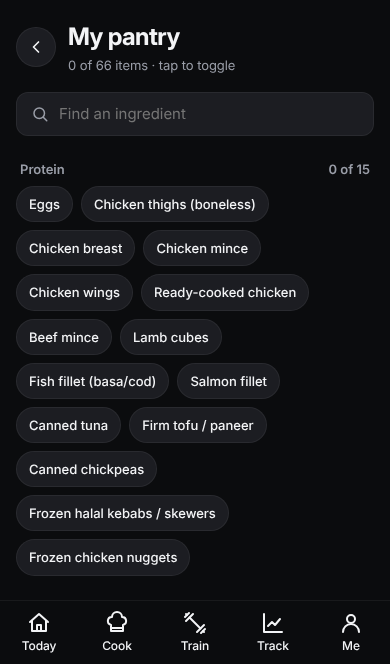 My pantry
0 of 66 items · tap to toggle
Find an ingredient
Protein 0 of 15
Eggs Chicken thighs (boneless)
Chicken breast Chicken mince
Chicken wings Ready-cooked chicken
Beef mince Lamb cubes
Fish fillet (basa/cod) Salmon fillet
Canned tuna Firm tofu / paneer
Canned chickpeas
Frozen halal kebabs / skewers
Frozen chicken nuggets
Today Cook Train Track Me